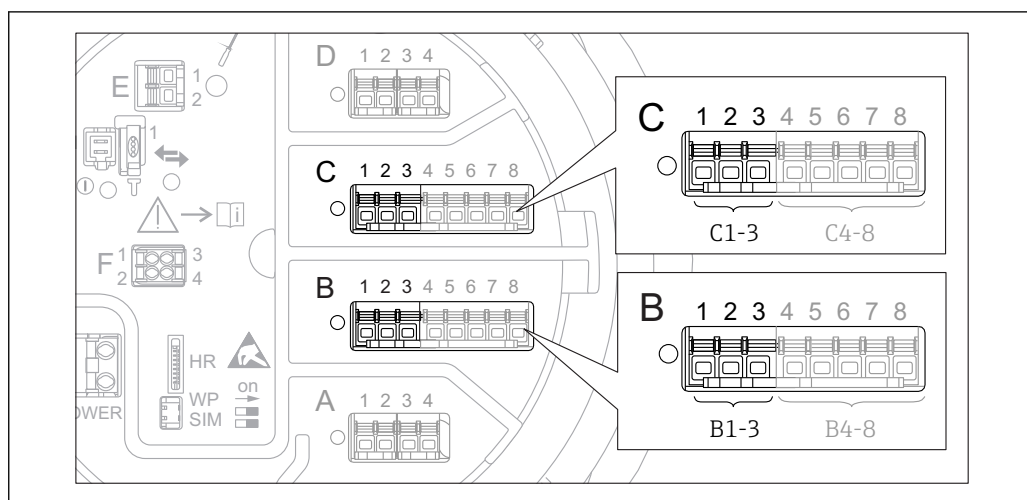 D 1 2 3 4
E 1
2
1
C 1 2 3 4 5 6 7 8
i
F 1 3
2 4
B 1 2 3 4 5 6 7 8
HR
WP on
SIM
OWER
A 1 2 3 4
C 1 2 3 4 5 6 7 8
C1-3 C4-8
B 1 2 3 4 5 6 7 8
B1-3 B4-8